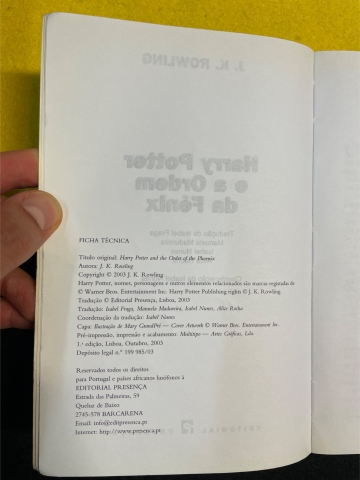 FICHA TÉCNICA
Título original: Harry Potter and the Order of the Phoenix
Autora: J. K. Rowling
Copyright © 2003 J. K. Rowling
Harry Potter, nomes, personagens e outros elementos relacionados são marcas registadas de
© Warner Bros. Entertainment Inc. Harry Potter Publishing rights © J. K. Rowling.
Tradução © Editorial Presença, Lisboa, 2003
Tradução: Isabel Fraga, Manuela Madureira, Isabel Nunes, Alice Rocha
Coordenação da tradução: Isabel Nunes
Capa: Ilustração de Mary GrandPré — Cover Artwork © Warner Bros. Entertainment Inc.
Pré-impressão, impressão e acabamento: Multitipo — Artes Gráficas, Lda.
1.ª edição, Lisboa, Outubro, 2003
Depósito legal n.º 199 985/03
Reservados todos os direitos
para Portugal e países africanos lusófonos à
EDITORIAL PRESENÇA
Estrada das Palmeiras, 59
Queluz de Baixo
2745-578 BARCARENA
Email: info@editpresenca.pt
Internet: http://www.presenca.pt